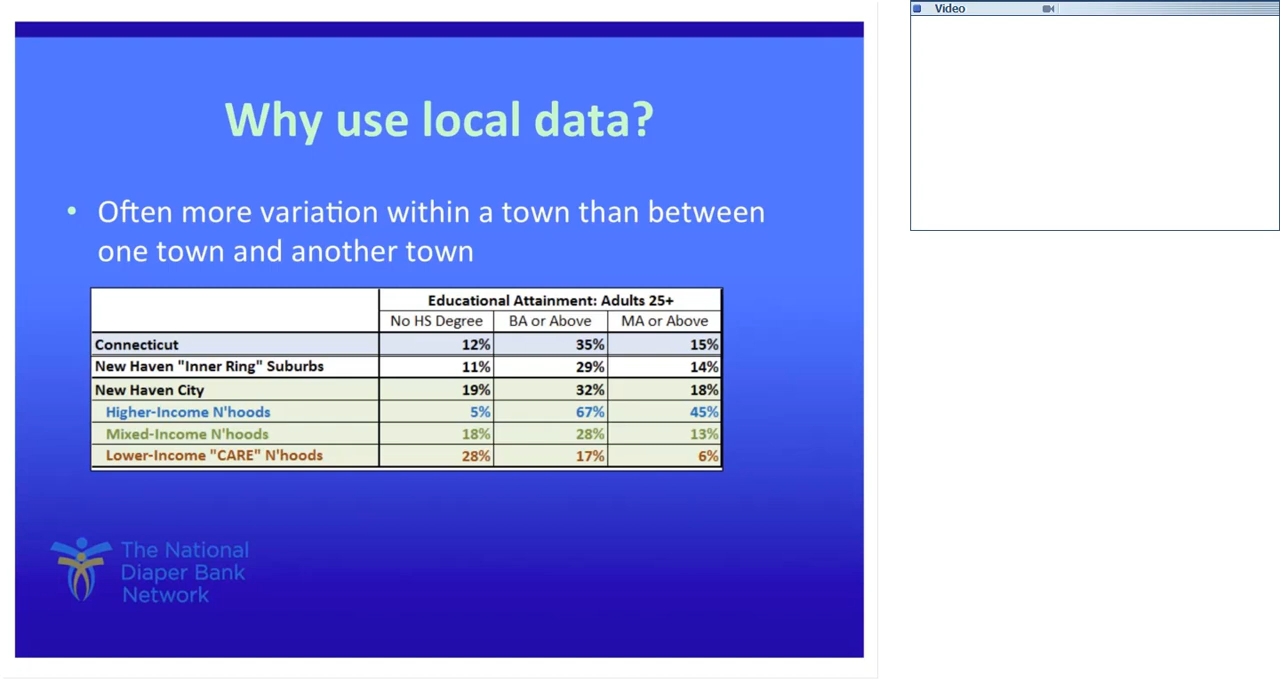 Video
Why use local data?
• Often more variation within a town than between
one town and another town
Educational Attainment: Adults 25+
No HS Degree BA or Above MA or Above
Connecticut 12% 35% 15%
New Haven "Inner Ring" Suburbs 11% 29% 14%
New Haven City 19% 32% 18%
Higher-Income N'hoods 5% 67% 45%
Mixed-Income N'hoods 18% 28% 13%
Lower-Income "CARE" N'hoods 28% 17% 6%
The National
Diaper Bank
Network